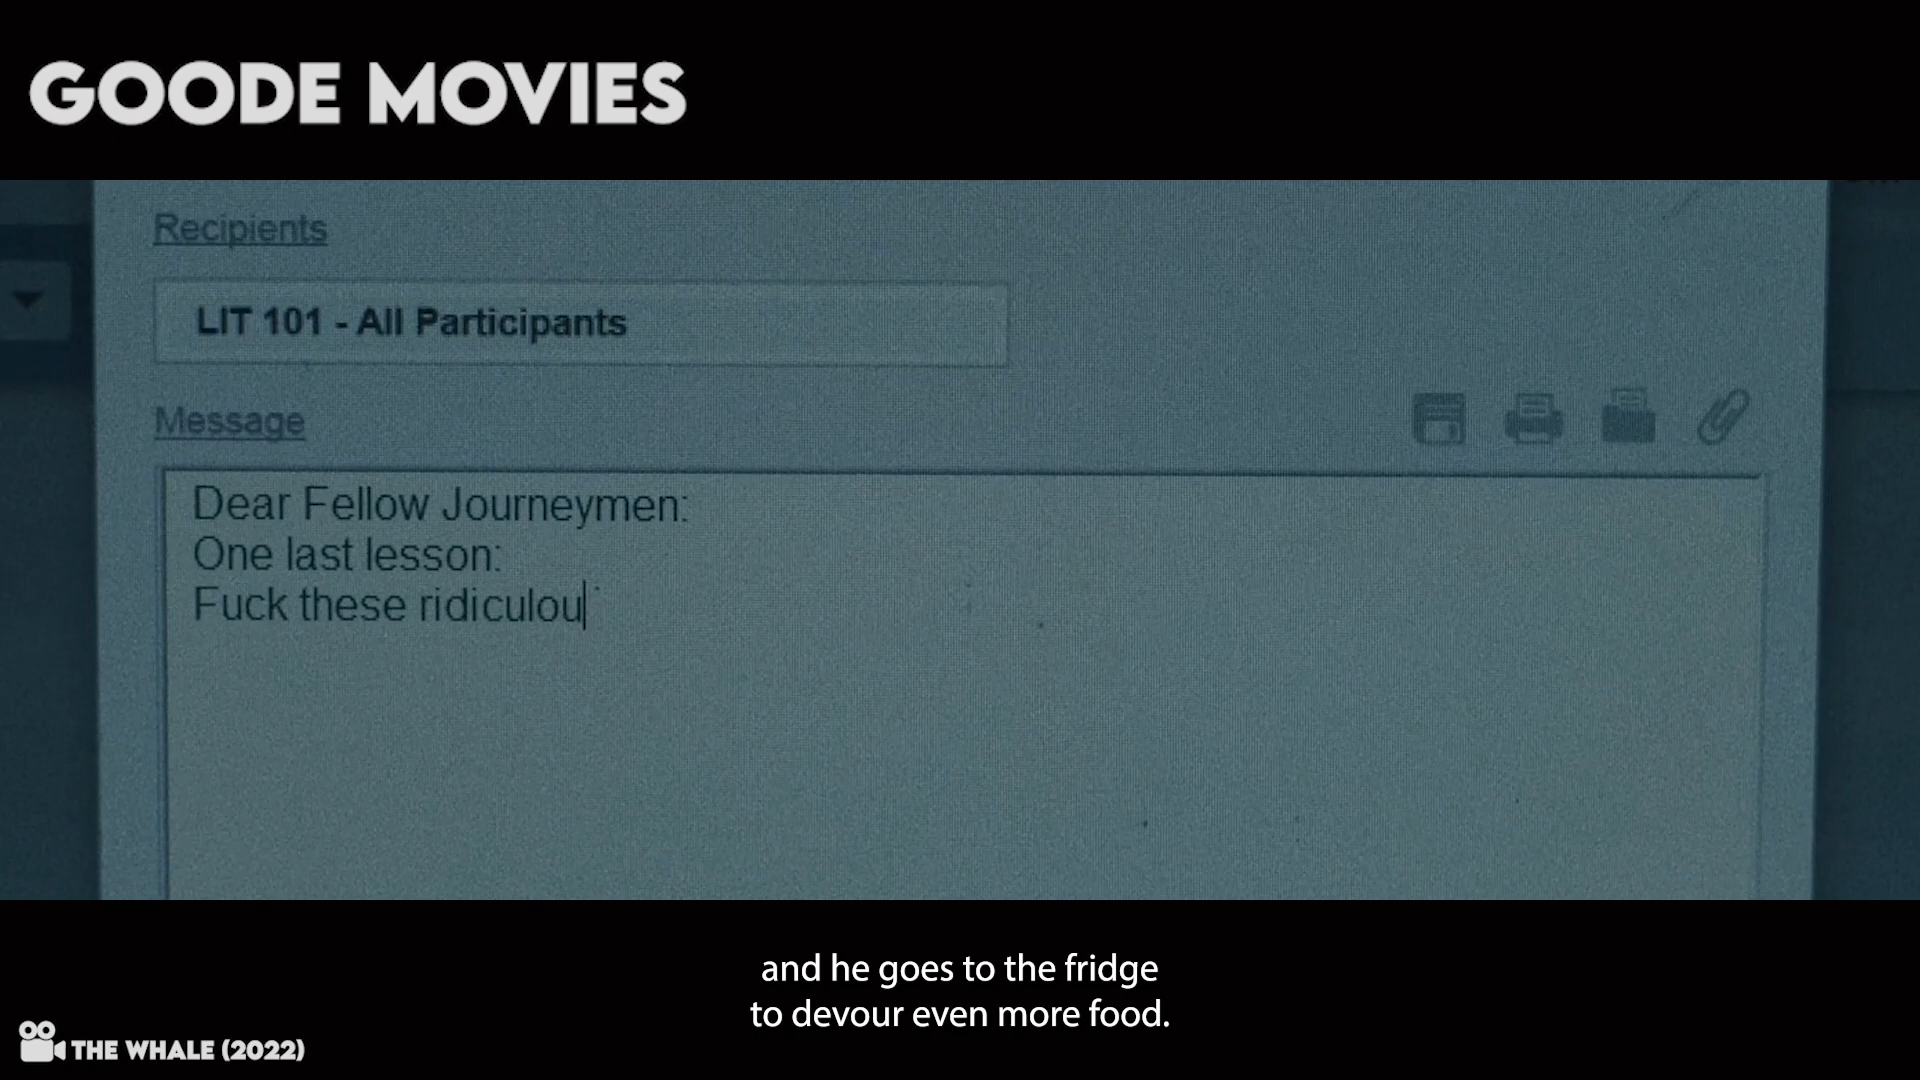 GOODE MOVIES
Recipients
LIT 101 - All Participants
Message
Dear Fellow Journeymen:
One last lesson:
Fuck these ridiculou
and he goes to the fridge
to devour even more food.
THE WHALE (2022)